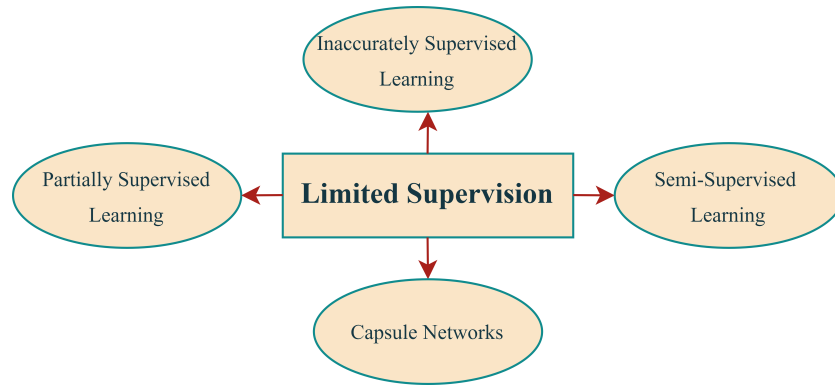 Inaccurately Supervised
Learning
Partially Supervised
Learning
Limited Supervision
Semi-Supervised
Learning
Capsule Networks